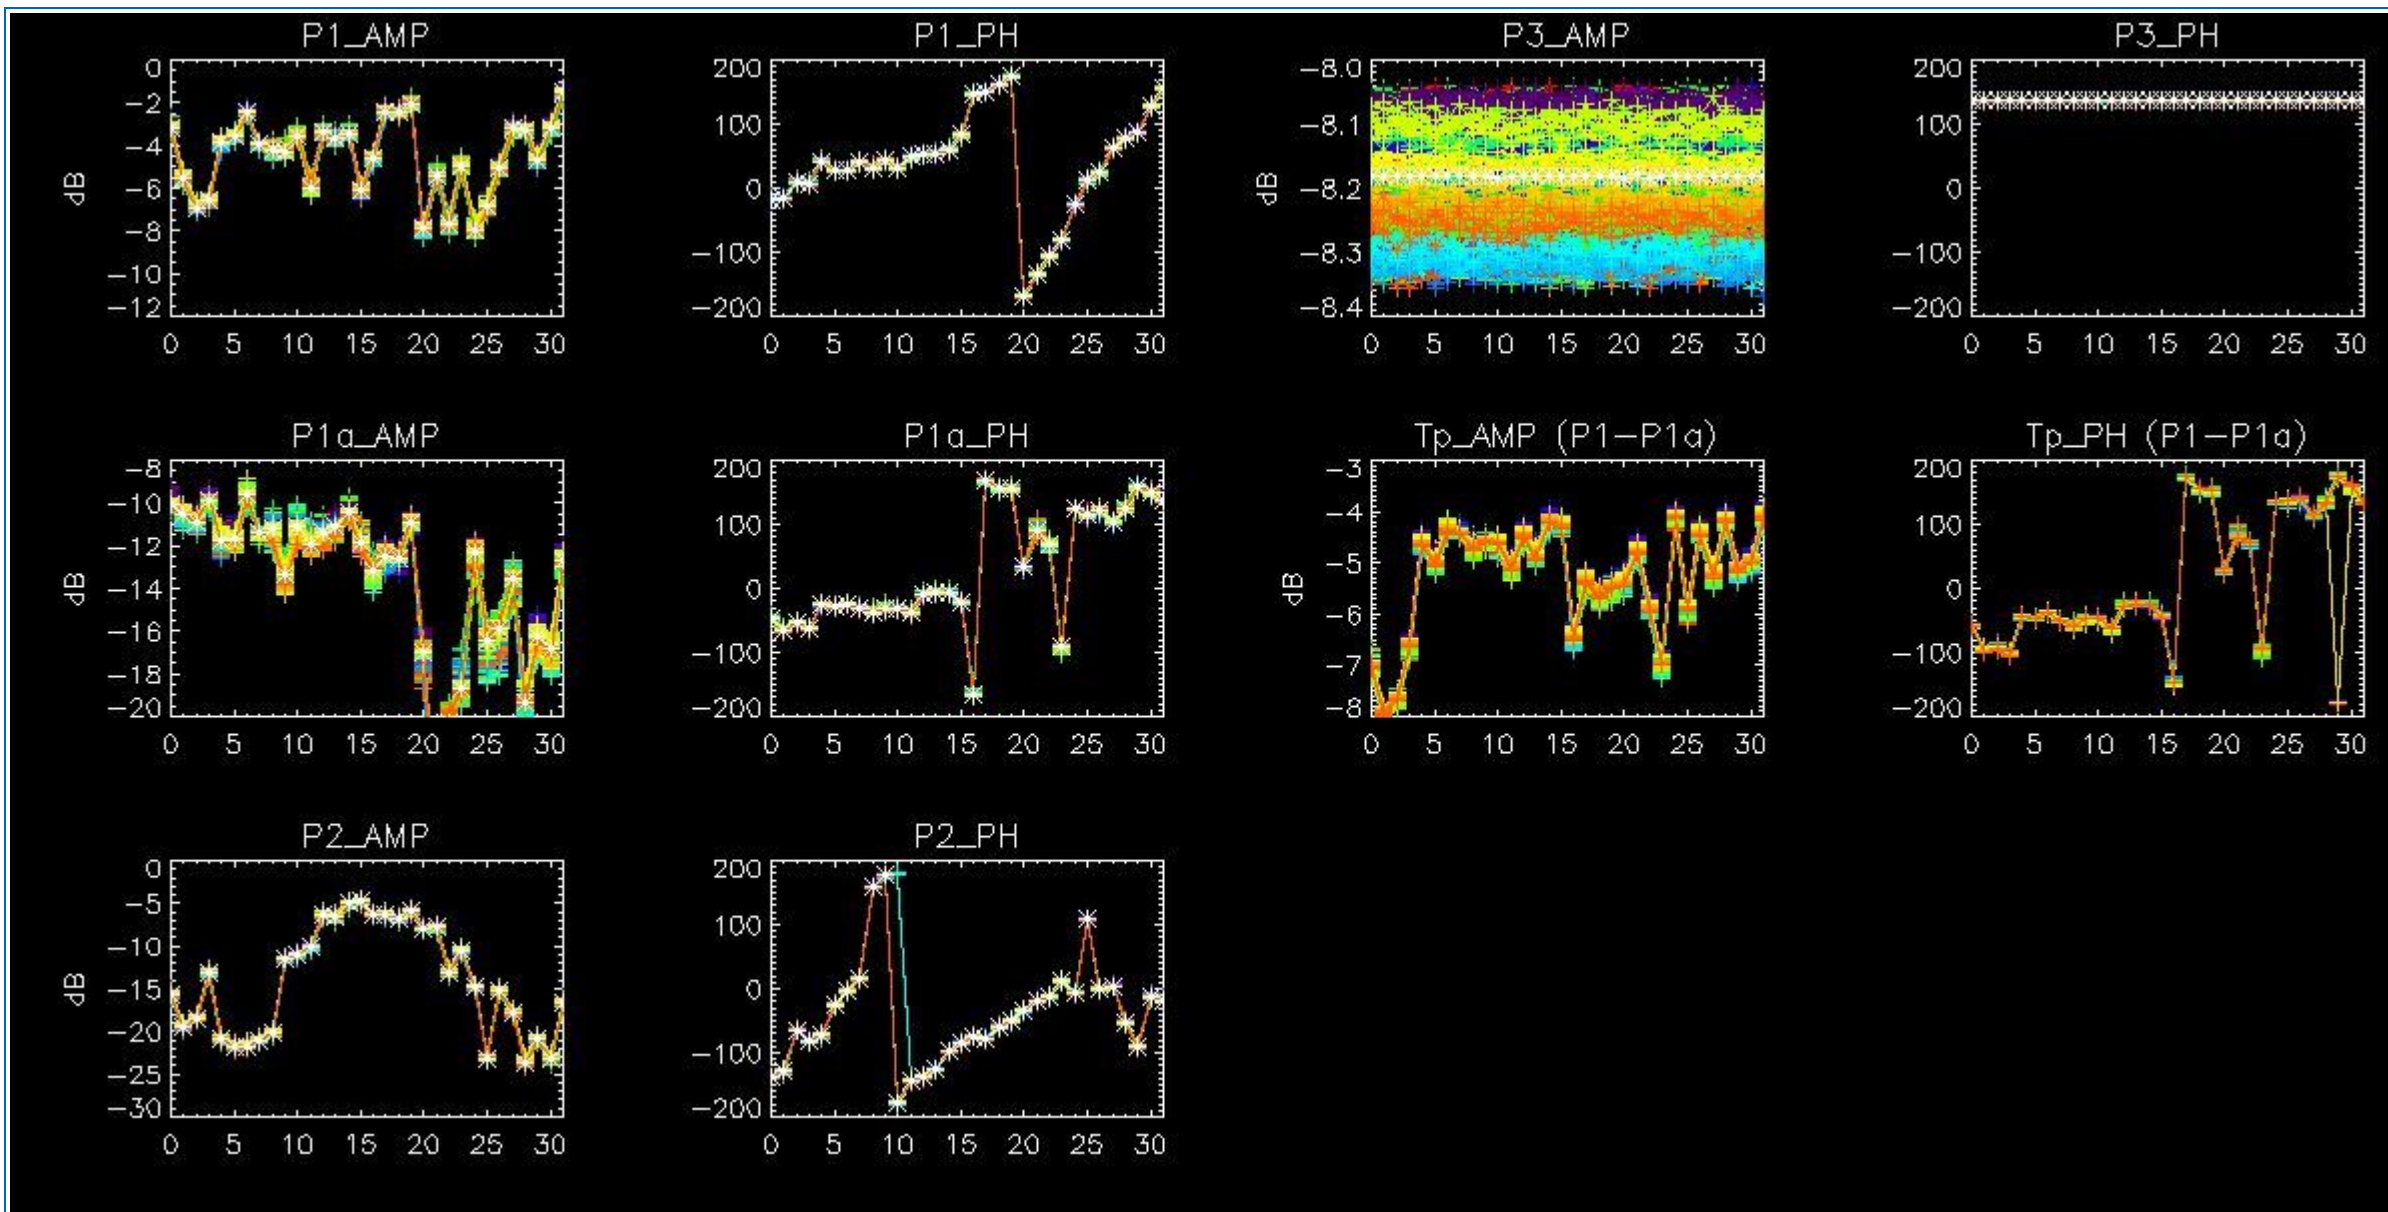 P1_AMP
0
−2
−4
−6
−8
−10
−12
dB
0 5 10 15 20 25 30
P1_PH
200
100
0
−100
−200
0 5 10 15 20 25 30
P3_AMP
−8.0
−8.1
−8.2
−8.3
−8.4
dB
0 5 10 15 20 25 30
P3_PH
200
100
0
−100
−200
0 5 10 15 20 25 30
P1a_AMP
−8
−10
−12
−14
−16
−18
−20
dB
0 5 10 15 20 25 30
P1a_PH
200
100
0
−100
−200
0 5 10 15 20 25 30
Tp_AMP (P1−P1a)
−3
−4
−5
−6
−7
−8
dB
0 5 10 15 20 25 30
Tp_PH (P1−P1a)
200
100
0
−100
−200
0 5 10 15 20 25 30
P2_AMP
0
−5
−10
−15
−20
−25
−30
dB
0 5 10 15 20 25 30
P2_PH
200
100
0
−100
−200
0 5 10 15 20 25 30